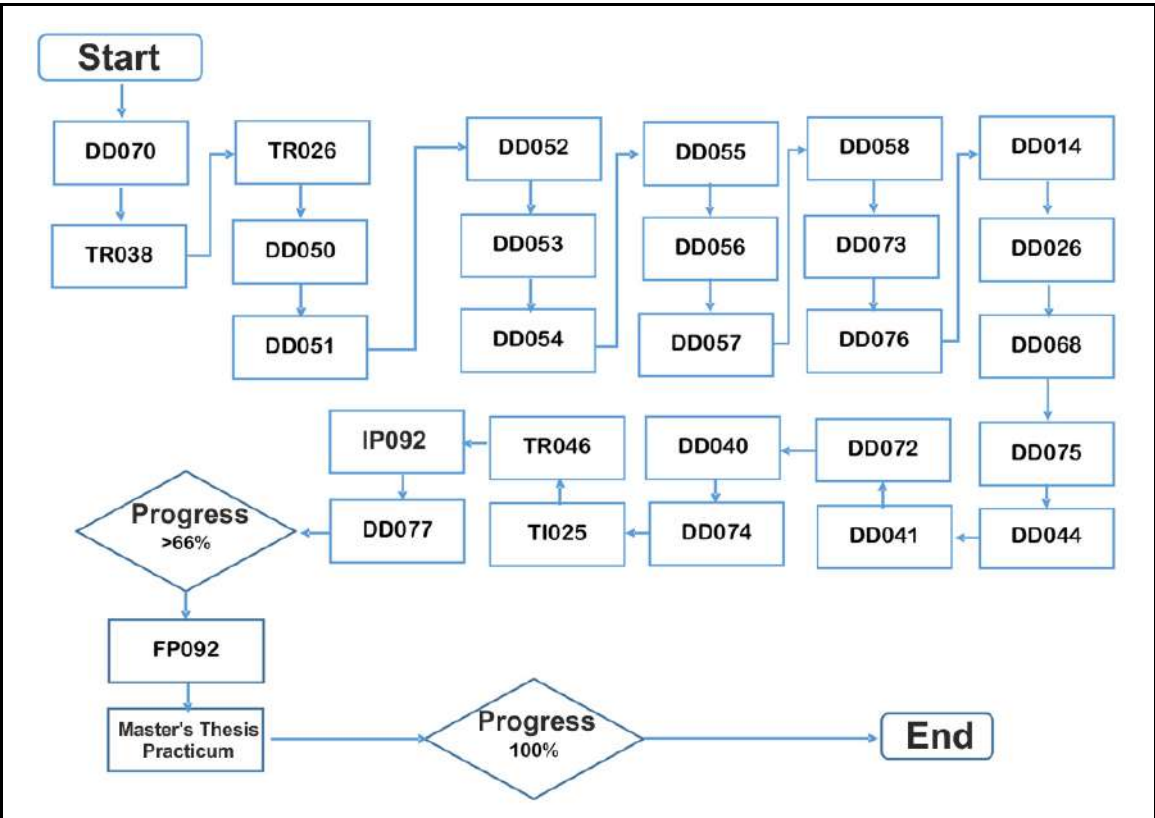 Start
DD070
TR038
TR026
DD050
DD051
DD052
DD053
DD054
DD055
DD056
DD057
DD058
DD073
DD076
DD014
DD026
DD068
DD075
DD044
DD041
DD072
DD040
DD074
TI025
TR046
IP092
DD077
Progress
>66%
FP092
Master's Thesis
Practicum
Progress
100%
End